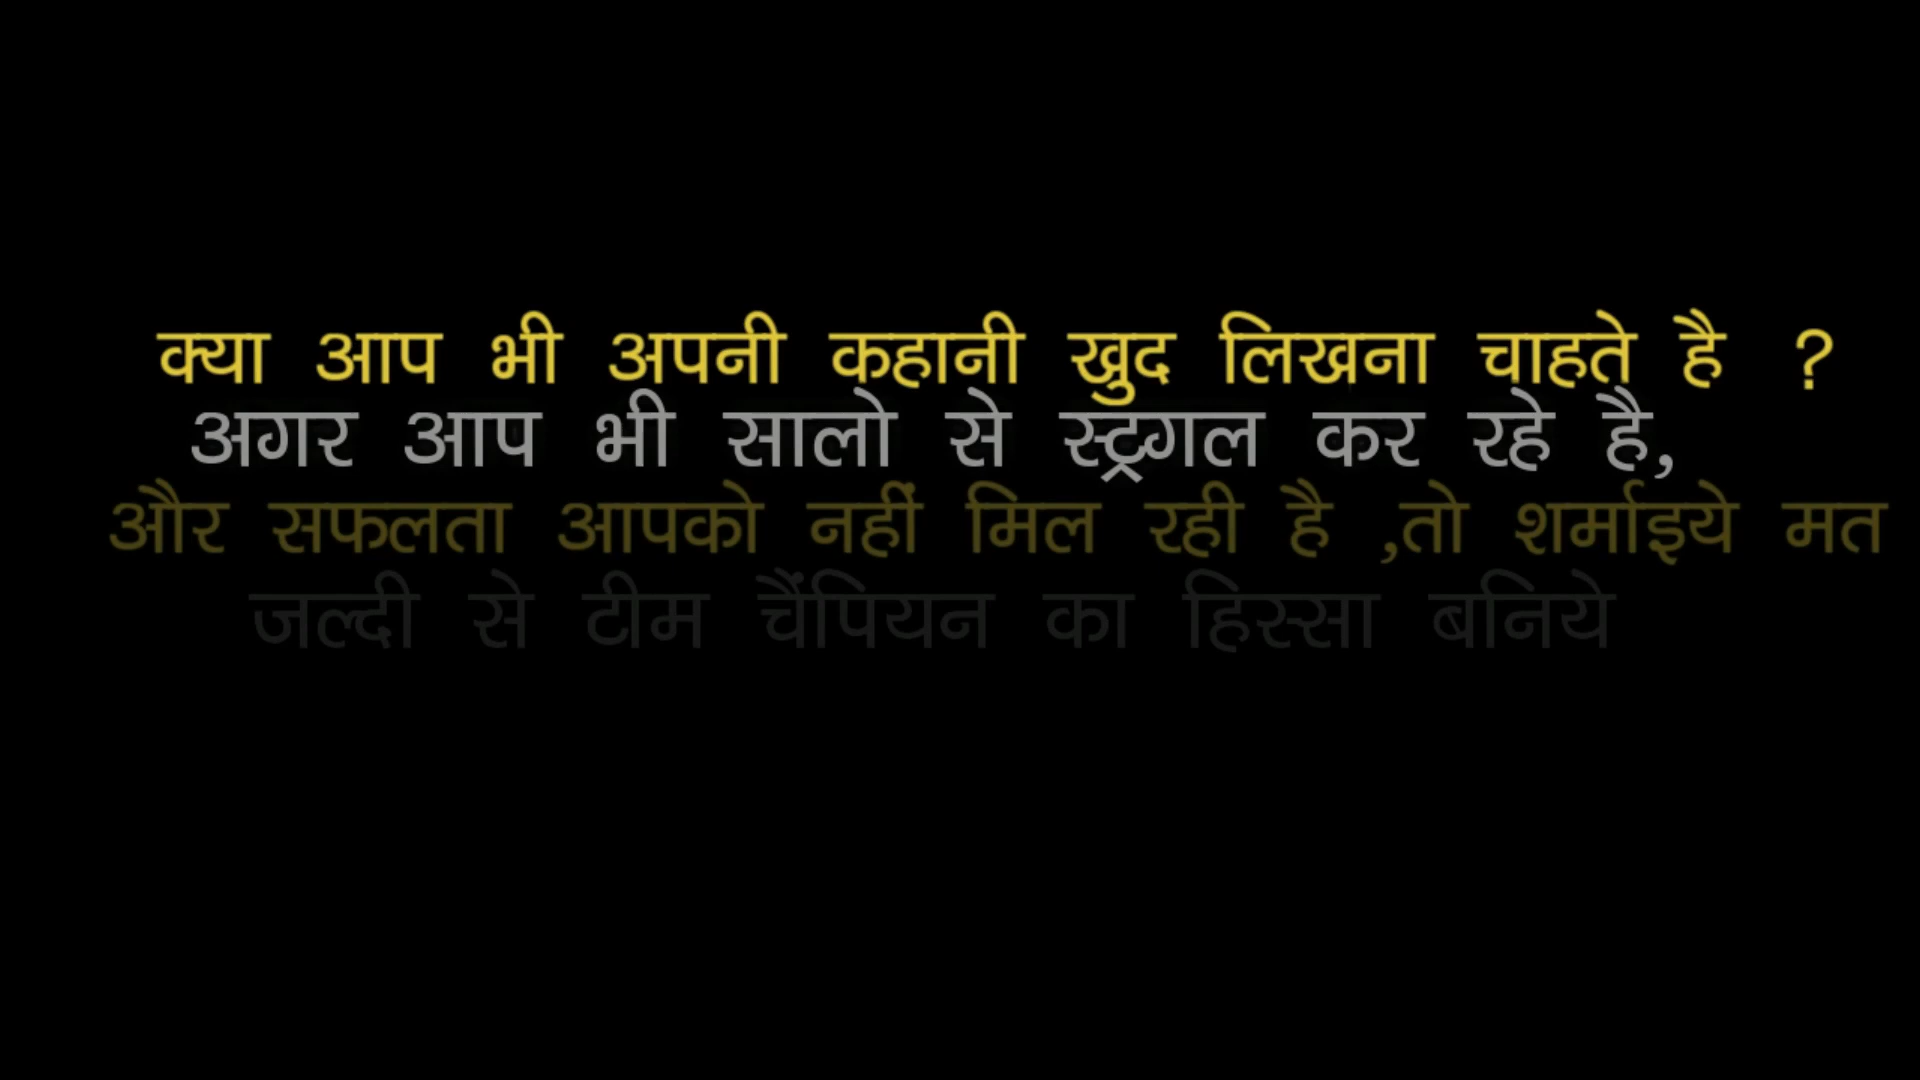 क्या आप भी अपनी कहानी खुद लिखना चाहते है ?
अगर आप भी सालो से स्ट्रगल कर रहे है,
और सफलता आपको नहीं मिल रही है ,तो शर्माइये मत
जल्दी से टीम चैंपियन का हिस्सा बनिये